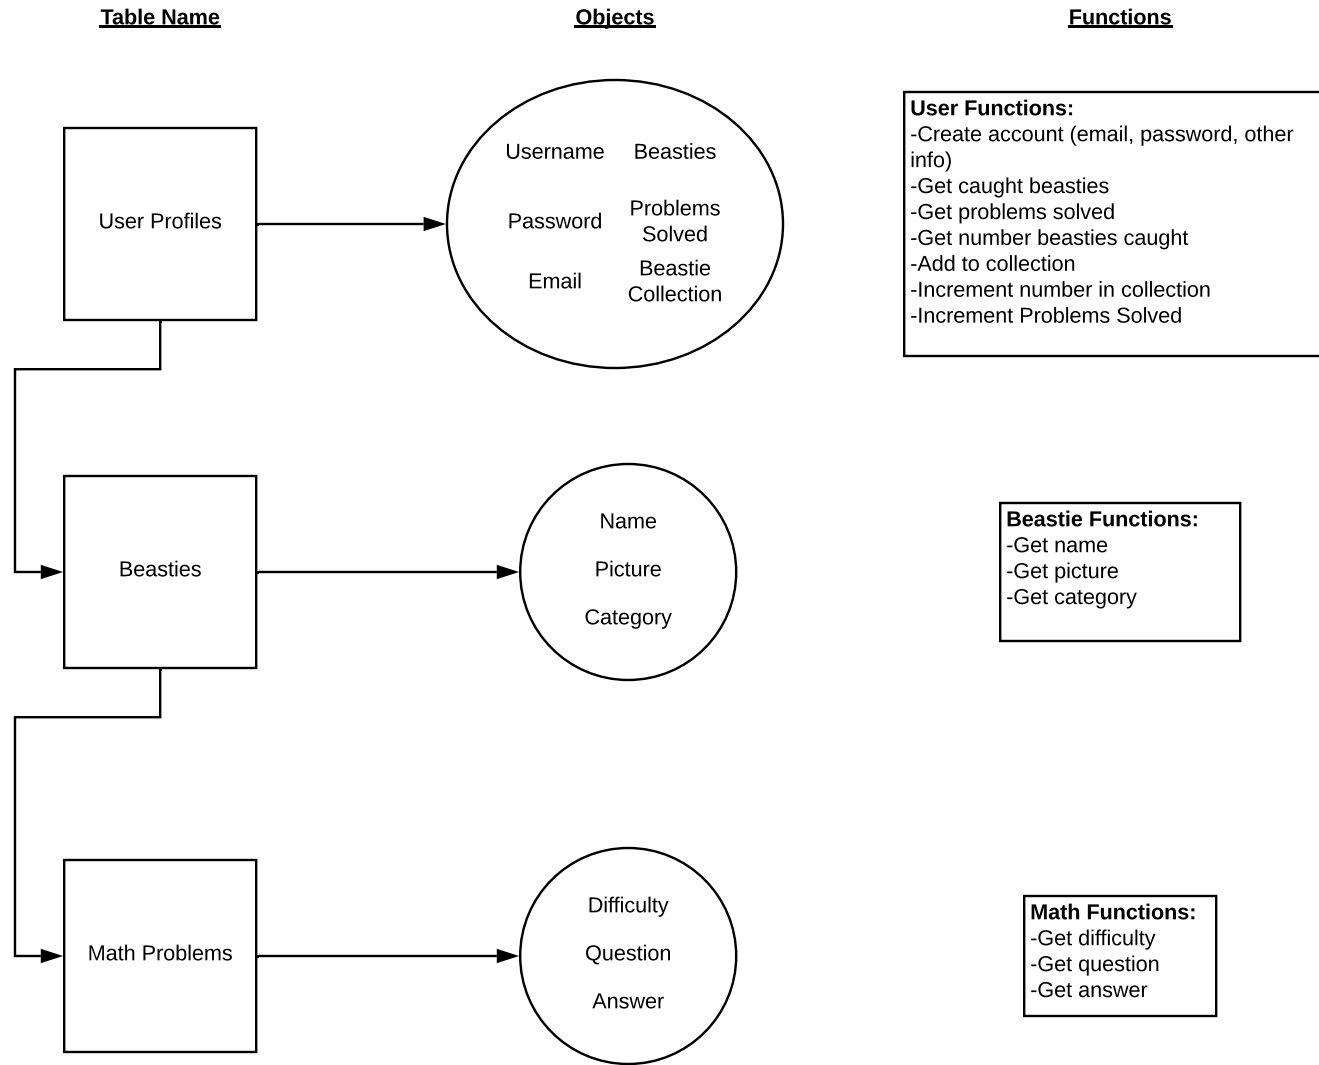 Table Name
Objects
Functions
User Profiles
Username
Beasties
Password
Problems
Solved
Email
Beastie
Collection
User Functions:
-Create account (email, password, other
info)
-Get caught beasties
-Get problems solved
-Get number beasties caught
-Add to collection
-Increment number in collection
-Increment Problems Solved
Beasties
Name
Picture
Category
Beastie Functions:
-Get name
-Get picture
-Get category
Math Problems
Difficulty
Question
Answer
Math Functions:
-Get difficulty
-Get question
-Get answer